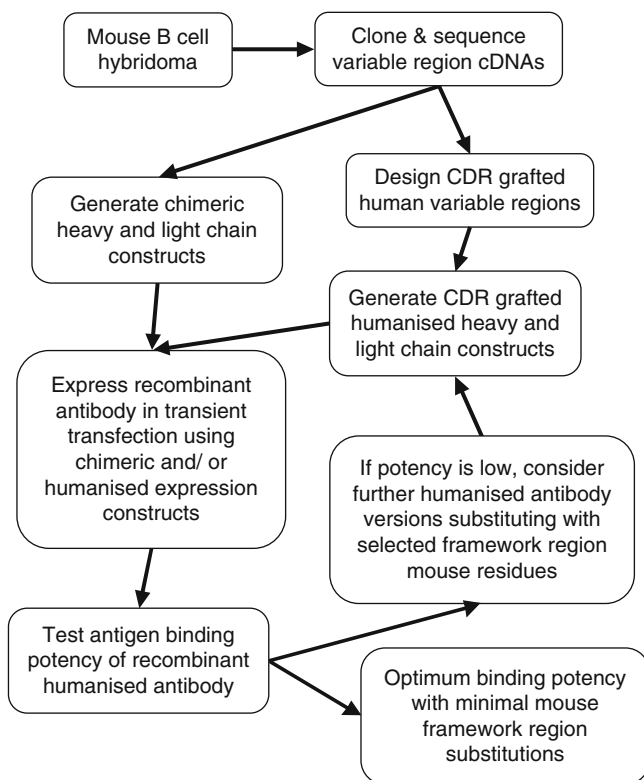 Mouse B cell
hybridoma
Clone & sequence
variable region cDNAs
Generate chimeric
heavy and light chain
constructs
Design CDR grafted
human variable regions
Generate CDR grafted
humanised heavy and
light chain constructs
Express recombinant
antibody in transient
transfection using
chimeric and/ or
humanised expression
constructs
If potency is low, consider
further humanised antibody
versions substituting with
selected framework region
mouse residues
Test antigen binding
potency of recombinant
humanised antibody
Optimum binding potency
with minimal mouse
framework region
substitutions